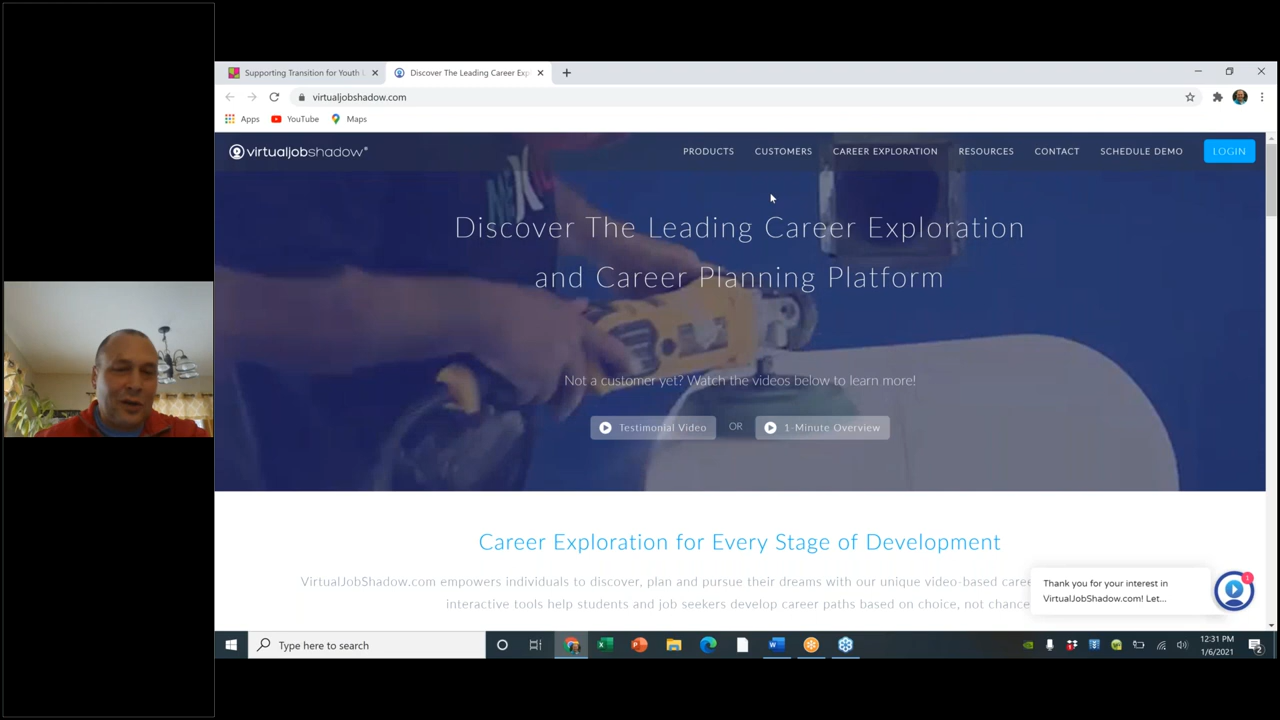 Supporting Transition for Youth
Discover The Leading Career Exp
virtualjobshadow.com
Apps
YouTube
Maps
virtualjobshadow®
PRODUCTS
CUSTOMERS
CAREER EXPLORATION
RESOURCES
CONTACT
SCHEDULE DEMO
LOGIN
Discover The Leading Career Exploration
and Career Planning Platform
Not a customer yet? Watch the videos below to learn more!
Testimonial Video
OR
1-Minute Overview
Career Exploration for Every Stage of Development
VirtualJobShadow.com empowers individuals to discover, plan and pursue their dreams with our unique video-based
interactive tools help students and job seekers develop career paths based on choice, not chance
Thank you for your interest in
VirtualJobShadow.com! Let...
1
Type here to search
12:31 PM
1/6/2021
2